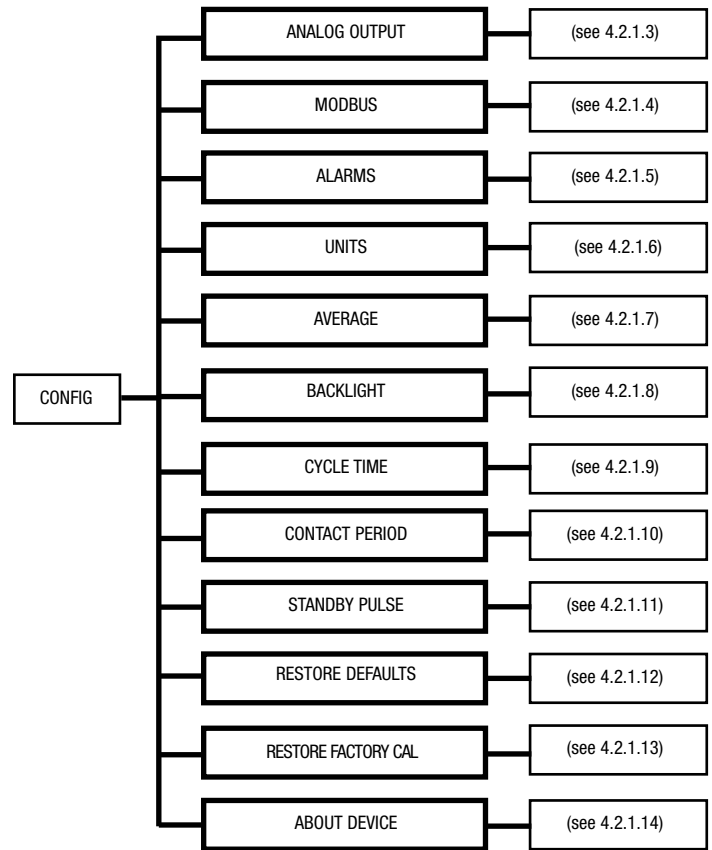 ANALOG OUTPUT (see 4.2.1.3)
MODBUS (see 4.2.1.4)
ALARMS (see 4.2.1.5)
UNITS (see 4.2.1.6)
AVERAGE (see 4.2.1.7)
CONFIG
BACKLIGHT (see 4.2.1.8)
CYCLE TIME (see 4.2.1.9)
CONTACT PERIOD (see 4.2.1.10)
STANDBY PULSE (see 4.2.1.11)
RESTORE DEFAULTS (see 4.2.1.12)
RESTORE FACTORY CAL (see 4.2.1.13)
ABOUT DEVICE (see 4.2.1.14)